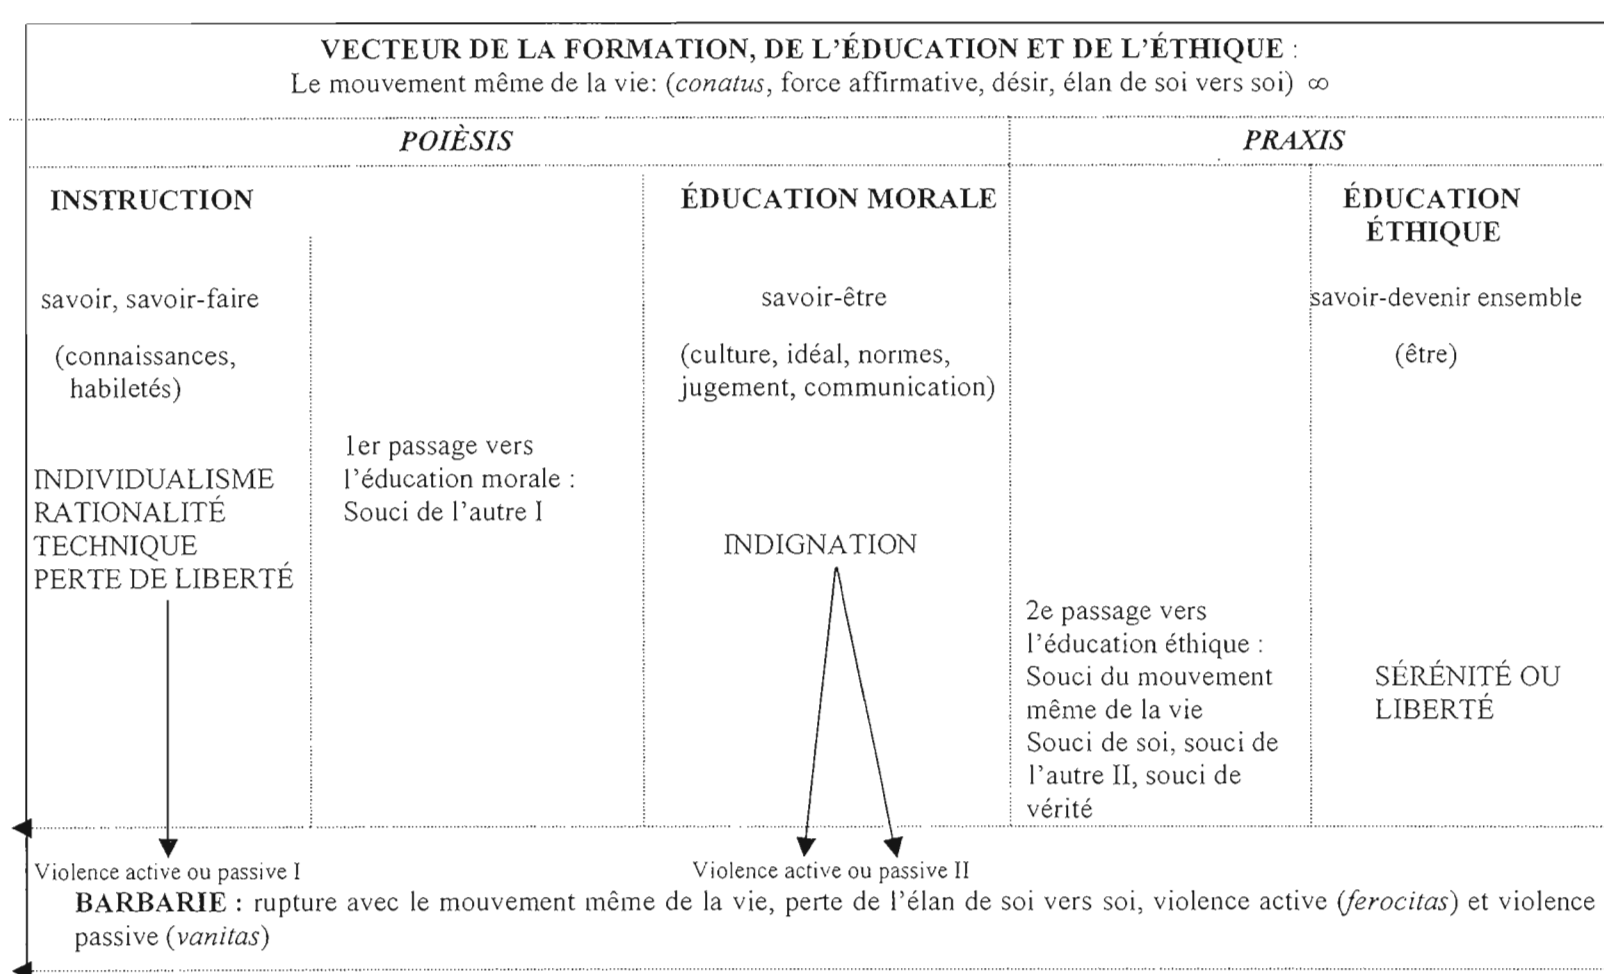 VECTEUR DE LA FORMATION, DE L'ÉDUCATION ET DE L'ÉTHIQUE :
Le mouvement même de la vie: (conatus, force affirmative, désir, élan de soi vers soi) ∞
POIÈSIS
PRAXIS
INSTRUCTION
savoir, savoir-faire
(connaissances,
habiletés)
INDIVIDUALISME
RATIONALITÉ
TECHNIQUE
PERTE DE LIBERTÉ
1er passage vers
l'éducation morale :
Souci de l'autre I
ÉDUCATION MORALE
savoir-être
(culture, idéal, normes,
jugement, communication)
INDIGNATION
2e passage vers
l'éducation éthique :
Souci du mouvement
même de la vie
Souci de soi, souci de
l'autre II, souci de
vérité
ÉDUCATION
ÉTHIQUE
savoir-devenir ensemble
(être)
SÉRÉNITÉ OU
LIBERTÉ
Violence active ou passive I
Violence active ou passive II
BARBARIE : rupture avec le mouvement même de la vie, perte de l'élan de soi vers soi, violence active (ferocitas) et violence
passive (vanitas)